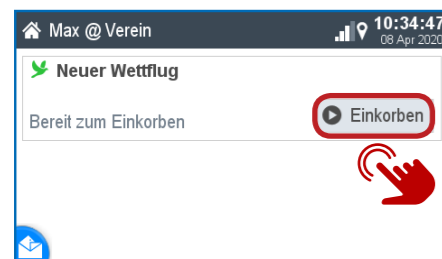 Max @ Verein
10:34:47
08 Apr 2020
Neuer Wettflug
Bereit zum Einkorben
Einkorben